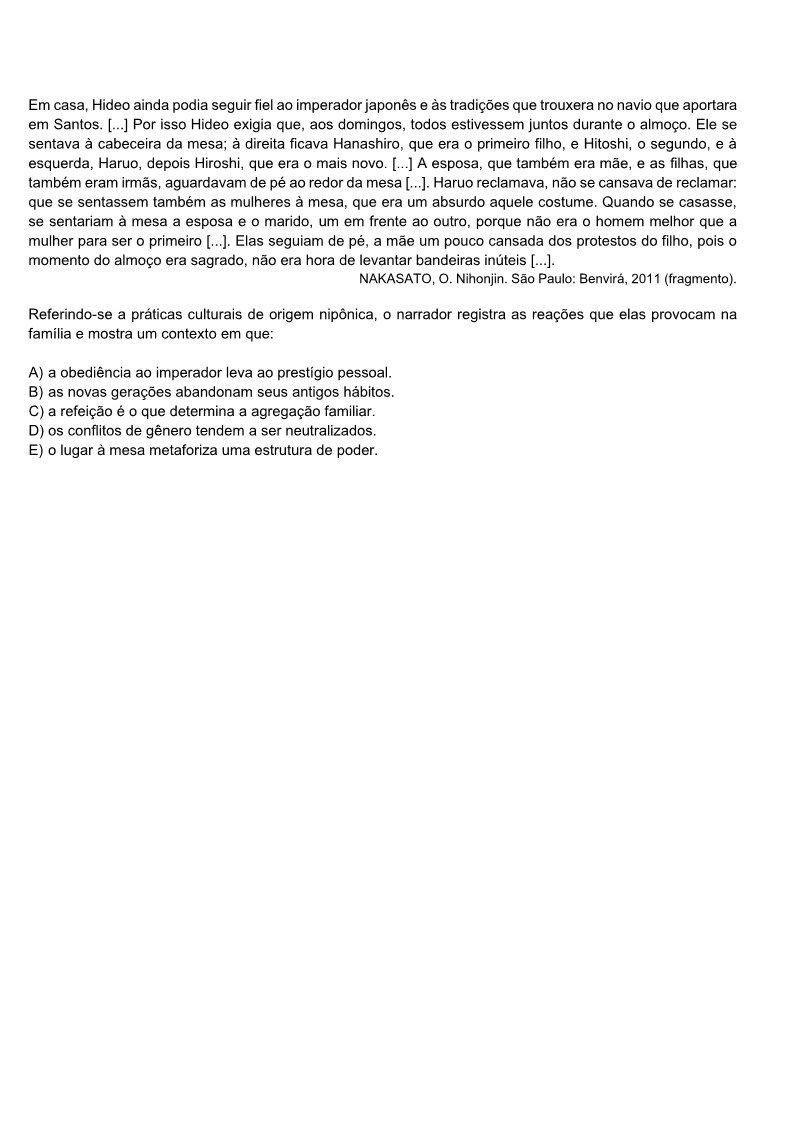 Em casa, Hideo ainda podia seguir fiel ao imperador japonês e às tradições que trouxera no navio que aportara
em Santos. [...] Por isso Hideo exigia que, aos domingos, todos estivessem juntos durante o almoço. Ele se
sentava à cabeceira da mesa; à direita ficava Hanashiro, que era o primeiro filho, e Hitoshi, o segundo, e à
esquerda, Haruo, depois Hiroshi, que era o mais novo. [...] A esposa, que também era mãe, e as filhas, que
também eram irmãs, aguardavam de pé ao redor da mesa [...]. Haruo reclamava, não se cansava de reclamar:
que se sentassem também as mulheres à mesa, que era um absurdo aquele costume. Quando se casasse,
se sentariam à mesa a esposa e o marido, um em frente ao outro, porque não era o homem melhor que a
mulher para ser o primeiro [...]. Elas seguiam de pé, a mãe um pouco cansada dos protestos do filho, pois o
momento do almoço era sagrado, não era hora de levantar bandeiras inúteis [...].
NAKASATO, O. Nihonjin. São Paulo: Benvirá, 2011 (fragmento).
Referindo-se a práticas culturais de origem nipônica, o narrador registra as reações que elas provocam na
família e mostra um contexto em que:
A) a obediência ao imperador leva ao prestígio pessoal.
B) as novas gerações abandonam seus antigos hábitos.
C) a refeição é o que determina a agregação familiar.
D) os conflitos de gênero tendem a ser neutralizados.
E) o lugar à mesa metaforiza uma estrutura de poder.